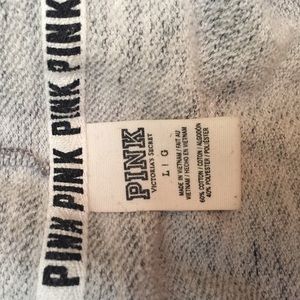 PINK PINK PINK PINK
PINK
VICTORIA'S SECRET
L | G
MADE IN VIETNAM / FAIT AU
VIETNAM / HECHO EN VIETNAM
60% COTTON / COTON / ALGODÓN
40% POLYESTER / POLIÉSTER